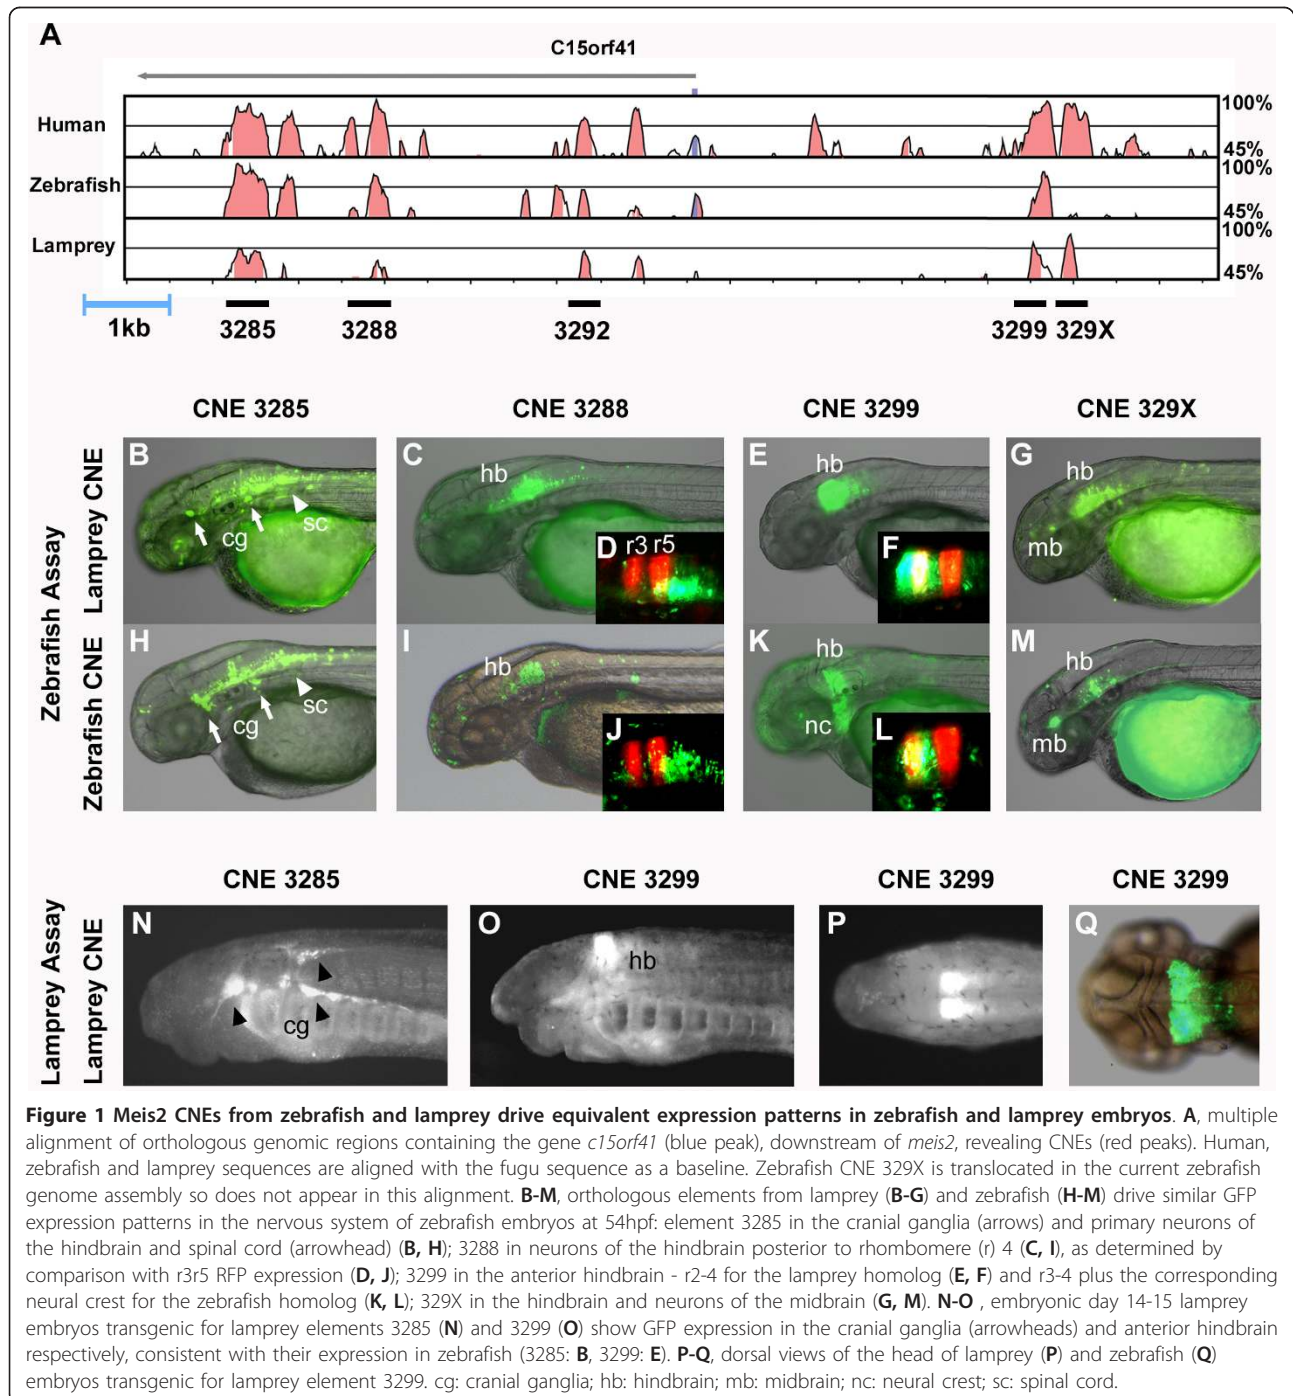 A
C15orf41
Human
100%
45%
Zebrafish
100%
45%
Lamprey
100%
45%
1kb
3285
3288
3292
3299
329X
CNE 3285
CNE 3288
CNE 3299
CNE 329X
Zebrafish Assay
Lamprey CNE
B
cg
sc
C
hb
D
r3 r5
E
hb
F
G
hb
mb
Zebrafish CNE
H
cg
sc
I
hb
J
K
hb
nc
L
M
hb
mb
CNE 3285
CNE 3299
CNE 3299
CNE 3299
Lamprey Assay
Lamprey CNE
N
cg
O
hb
P
Q
Figure 1 Meis2 CNEs from zebrafish and lamprey drive equivalent expression patterns in zebrafish and lamprey embryos. A, multiple
alignment of orthologous genomic regions containing the gene c15orf41 (blue peak), downstream of meis2, revealing CNEs (red peaks). Human,
zebrafish and lamprey sequences are aligned with the fugu sequence as a baseline. Zebrafish CNE 329X is translocated in the current zebrafish
genome assembly so does not appear in this alignment. B-M, orthologous elements from lamprey (B-G) and zebrafish (H-M) drive similar GFP
expression patterns in the nervous system of zebrafish embryos at 54hpf: element 3285 in the cranial ganglia (arrows) and primary neurons of
the hindbrain and spinal cord (arrowhead) (B, H); 3288 in neurons of the hindbrain posterior to rhombomere (r) 4 (C, I), as determined by
comparison with r3r5 RFP expression (D, J); 3299 in the anterior hindbrain - r2-4 for the lamprey homolog (E, F) and r3-4 plus the corresponding
neural crest for the zebrafish homolog (K, L); 329X in the hindbrain and neurons of the midbrain (G, M). N-O , embryonic day 14-15 lamprey
embryos transgenic for lamprey elements 3285 (N) and 3299 (O) show GFP expression in the cranial ganglia (arrowheads) and anterior hindbrain
respectively, consistent with their expression in zebrafish (3285: B, 3299: E). P-Q, dorsal views of the head of lamprey (P) and zebrafish (Q)
embryos transgenic for lamprey element 3299. cg: cranial ganglia; hb: hindbrain; mb: midbrain; nc: neural crest; sc: spinal cord.